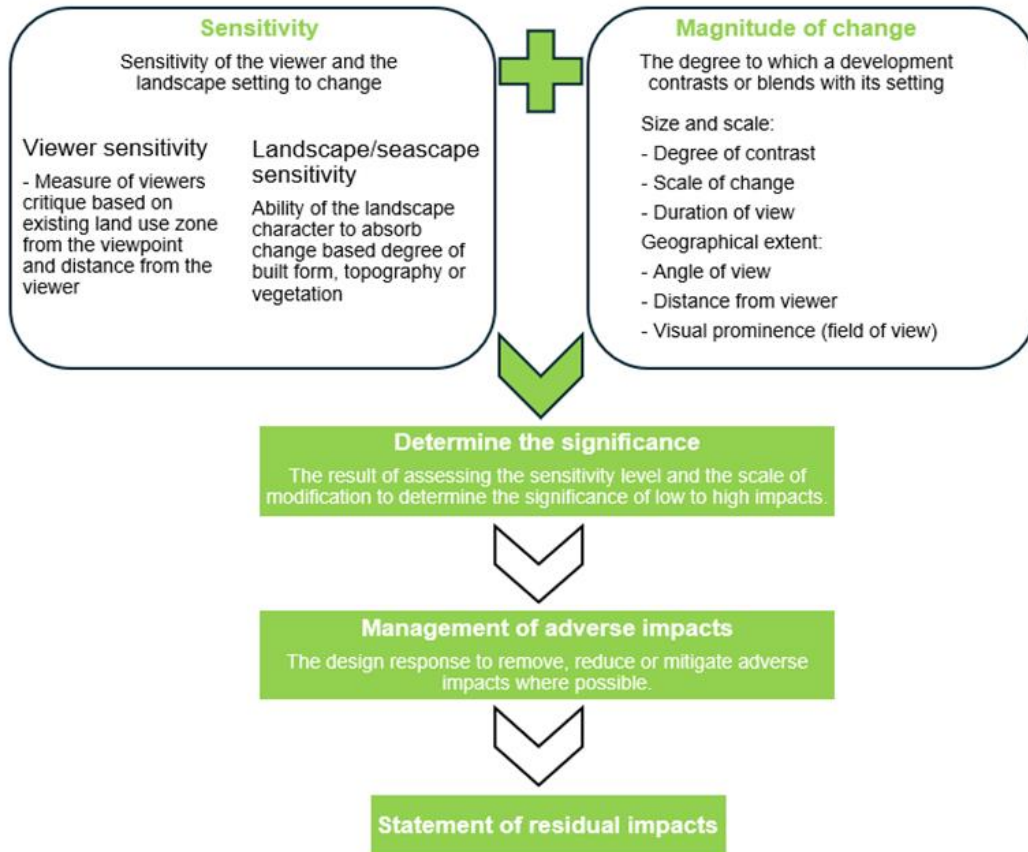 Sensitivity
Sensitivity of the viewer and the
landscape setting to change
Viewer sensitivity
- Measure of viewers
critique based on
existing land use zone
from the viewpoint
and distance from the
viewer
Landscape/seascape
sensitivity
Ability of the landscape
character to absorb
change based degree of
built form, topography or
vegetation
Magnitude of change
The degree to which a development
contrasts or blends with its setting
Size and scale:
- Degree of contrast
- Scale of change
- Duration of view
Geographical extent:
- Angle of view
- Distance from viewer
- Visual prominence (field of view)
Determine the significance
The result of assessing the sensitivity level and the scale of
modification to determine the significance of low to high impacts.
Management of adverse impacts
The design response to remove, reduce or mitigate adverse
impacts where possible.
Statement of residual impacts